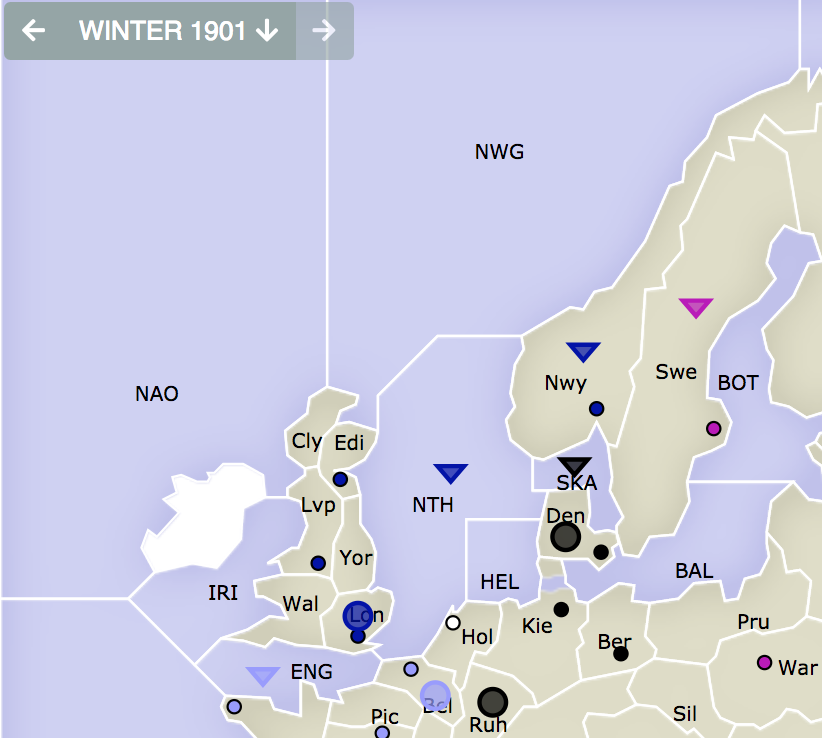 WINTER 1901
NWG
NAO
Nwy
Swe
BOT
Cly
Edi
SKA
Lvp
NTH
Den
Yor
IRI
HEL
BAL
Wal
Lon
Hol
Kie
Ber
Pru
ENG
War
Bel
Pic
Ruh
Sil